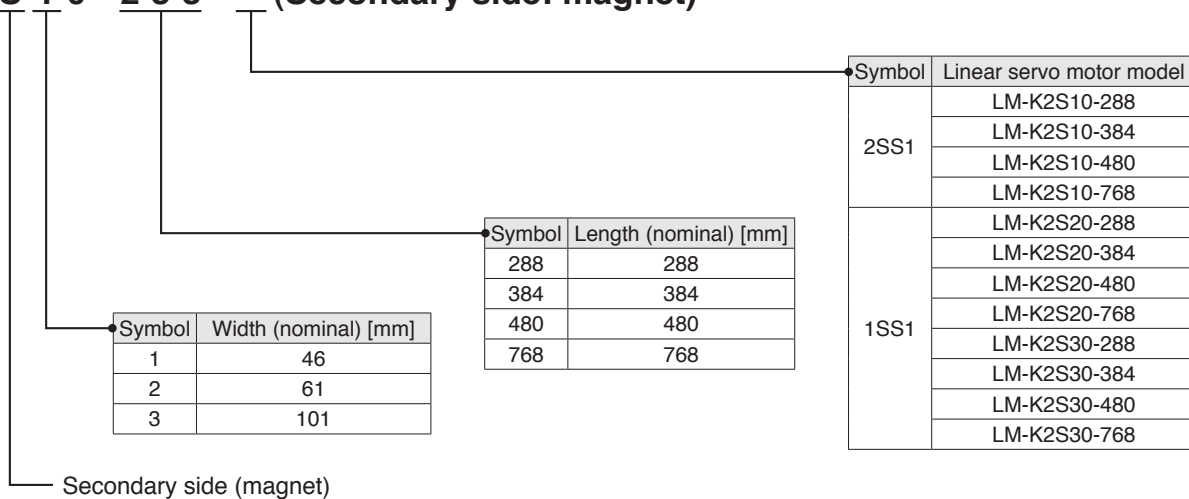 (Secondary side: magnet)
Symbol Linear servo motor model
2SS1
LM-K2S10-288
LM-K2S10-384
LM-K2S10-480
LM-K2S10-768
1SS1
LM-K2S20-288
LM-K2S20-384
LM-K2S20-480
LM-K2S20-768
LM-K2S30-288
LM-K2S30-384
LM-K2S30-480
LM-K2S30-768
Symbol Length (nominal) [mm]
288 288
384 384
480 480
768 768
Symbol Width (nominal) [mm]
1 46
2 61
3 101
Secondary side (magnet)